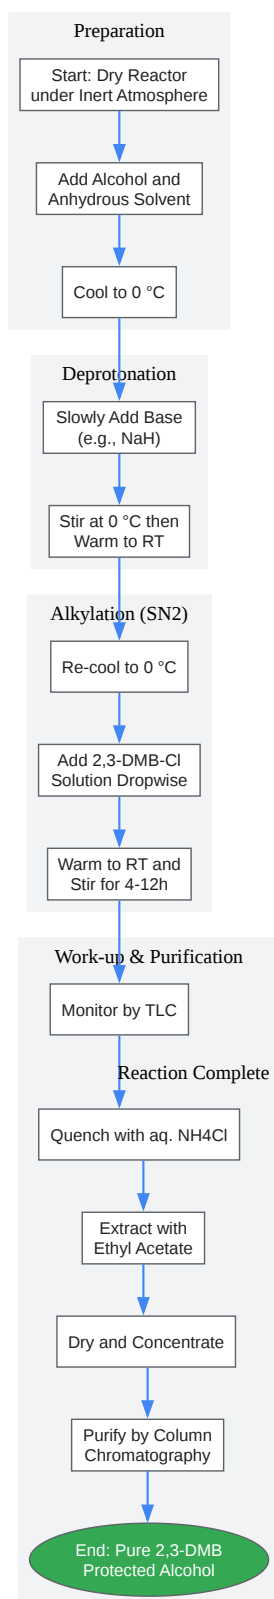 Preparation
Start: Dry Reactor
under Inert Atmosphere
Add Alcohol and
Anhydrous Solvent
Cool to 0 °C
Deprotonation
Slowly Add Base
(e.g., NaH)
Stir at 0 °C then
Warm to RT
Alkylation (SN2)
Re-cool to 0 °C
Add 2,3-DMB-Cl
Solution Dropwise
Warm to RT and
Stir for 4-12h
Work-up & Purification
Monitor by TLC
Reaction Complete
Quench with aq. NH4Cl
Extract with
Ethyl Acetate
Dry and Concentrate
Purify by Column
Chromatography
End: Pure 2,3-DMB
Protected Alcohol